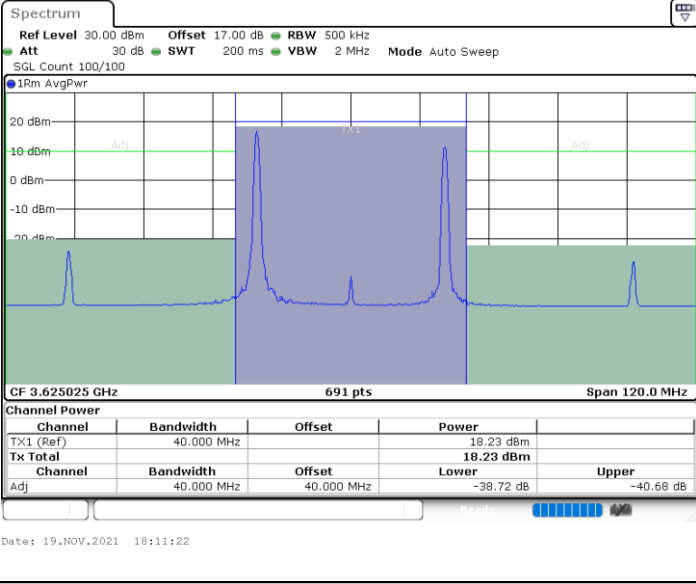 Spectrum
Ref Level 30.00 dBm Offset 17.00 dB RBW 500 kHz
Att 30 dB SWT 200 ms VBW 2 MHz Mode Auto Sweep
SGL Count 100/100
1Rm AvgPwr
20 dBm
TX1
Adj
Adj
10 dBm
0 dBm
-10 dBm
-20 dBm
CF 3.625025 GHz 691 pts Span 120.0 MHz
Channel Power
Channel Bandwidth Offset Power
TX1 (Ref) 40.000 MHz 18.23 dBm
Tx Total 18.23 dBm
Channel Bandwidth Offset Lower Upper
Adj 40.000 MHz 40.000 MHz -38.72 dB -40.68 dB
Ready
Date: 19.NOV.2021 18:11:22